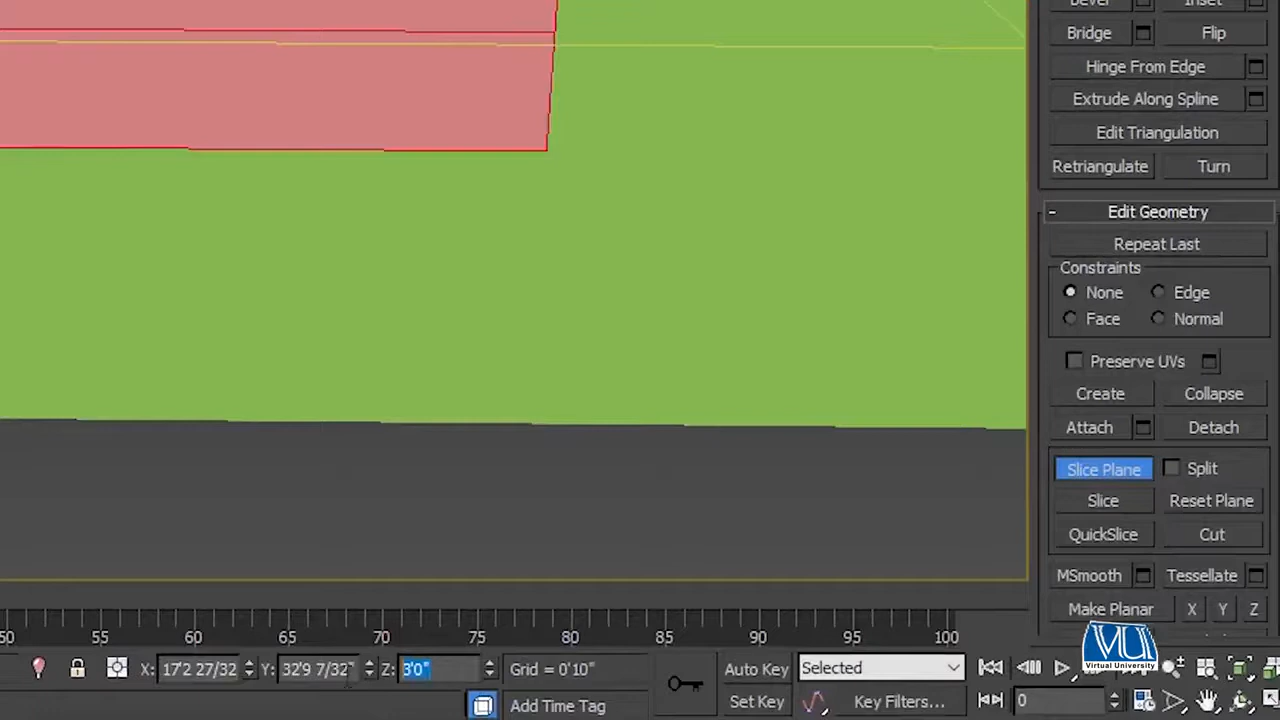 Bevel Inset
Bridge Flip
Hinge From Edge
Extrude Along Spline
Edit Triangulation
Retriangulate Turn
- Edit Geometry
Repeat Last
Constraints
None Edge
Face Normal
Preserve UVs
Create Collapse
Attach Detach
Slice Plane Split
Slice Reset Plane
QuickSlice Cut
MSmooth Tessellate
Make Planar X Y Z
50 55 60 65 70 75 80 85 90 95 100
X: 17'2 27/32 Y: 32'9 7/32" Z: 3'0" Grid = 0'10" Auto Key Selected
Add Time Tag Set Key Key Filters... 0
VU
Virtual University